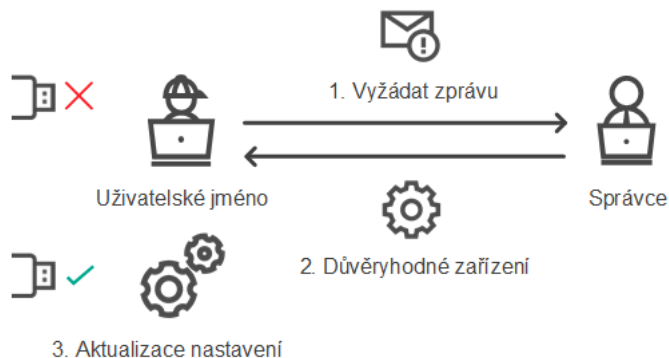 1. Vyžádat zprávu
Uživatelské jméno
Správce
2. Důvěryhodné zařízení
3. Aktualizace nastavení